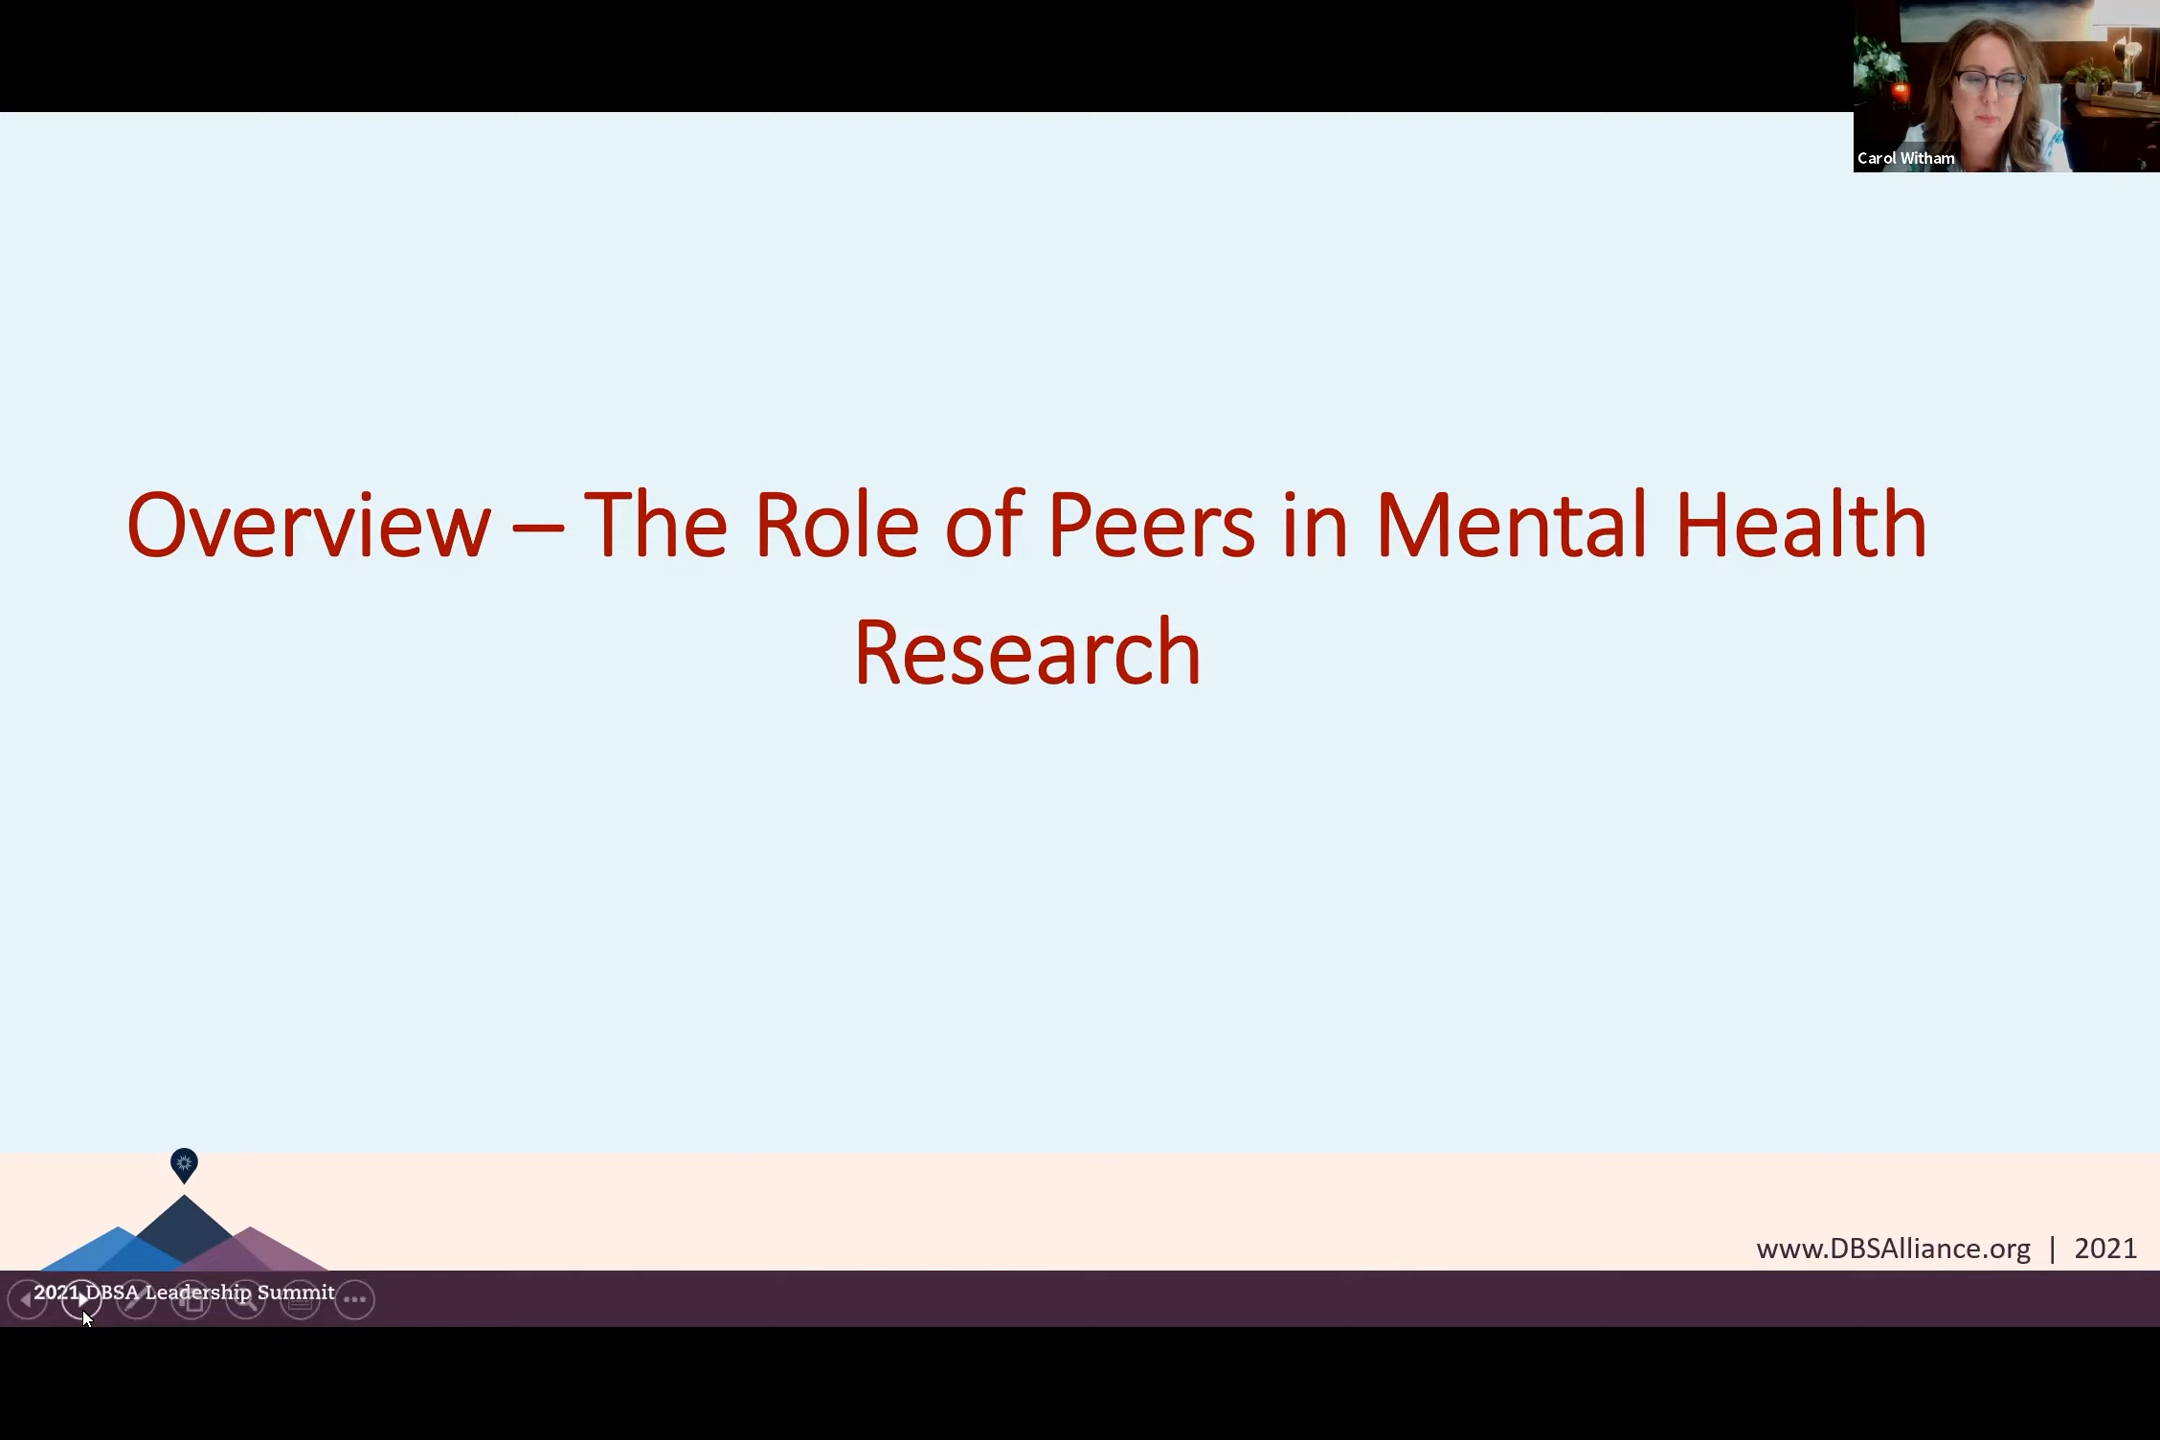 Carol Witham
Overview – The Role of Peers in Mental Health
Research
www.DBSAlliance.org | 2021
2021 DBSA Leadership Summit